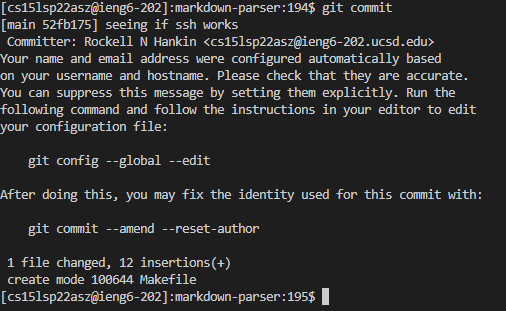 [cs15lsp22asz@ieng6-202]:markdown-parser:194$ git commit
[main 52fb175] seeing if ssh works
 Committer: Rockell N Hankin <cs15lsp22asz@ieng6-202.ucsd.edu>
Your name and email address were configured automatically based
on your username and hostname. Please check that they are accurate.
You can suppress this message by setting them explicitly. Run the
following command and follow the instructions in your editor to edit
your configuration file:

    git config --global --edit

After doing this, you may fix the identity used for this commit with:

    git commit --amend --reset-author

 1 file changed, 12 insertions(+)
 create mode 100644 Makefile
[cs15lsp22asz@ieng6-202]:markdown-parser:195$